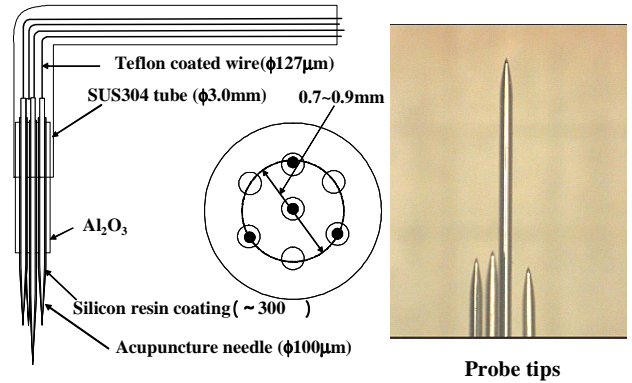 Teflon coated wire(ϕ127μm)
SUS304 tube (ϕ3.0mm)
0.7~0.9mm
Al₂O₃
Silicon resin coating( ~300 )
Acupuncture needle (ϕ100μm)
Probe tips